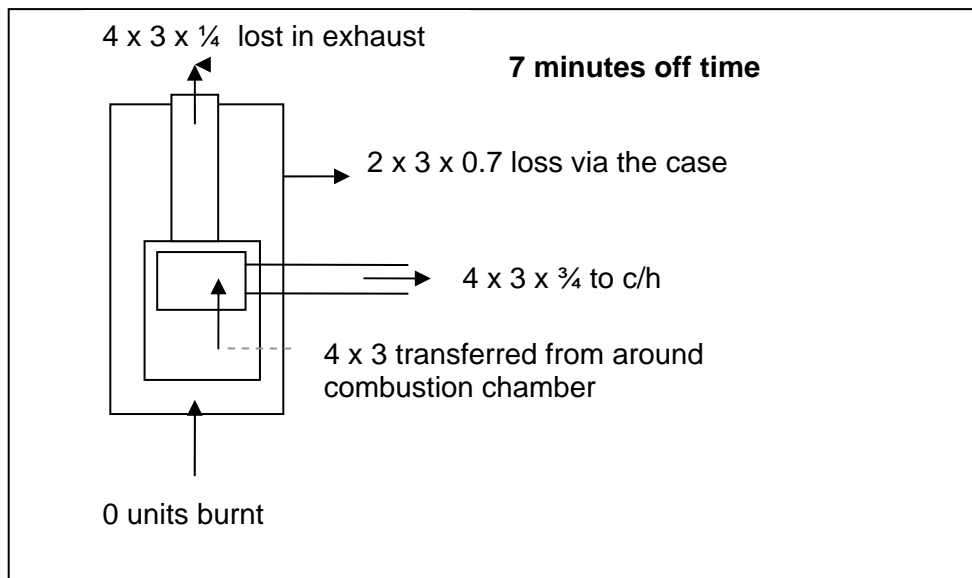 4 x 3 x ¼ lost in exhaust
7 minutes off time
2 x 3 x 0.7 loss via the case
4 x 3 x ¾ to c/h
4 x 3 transferred from around
combustion chamber
0 units burnt